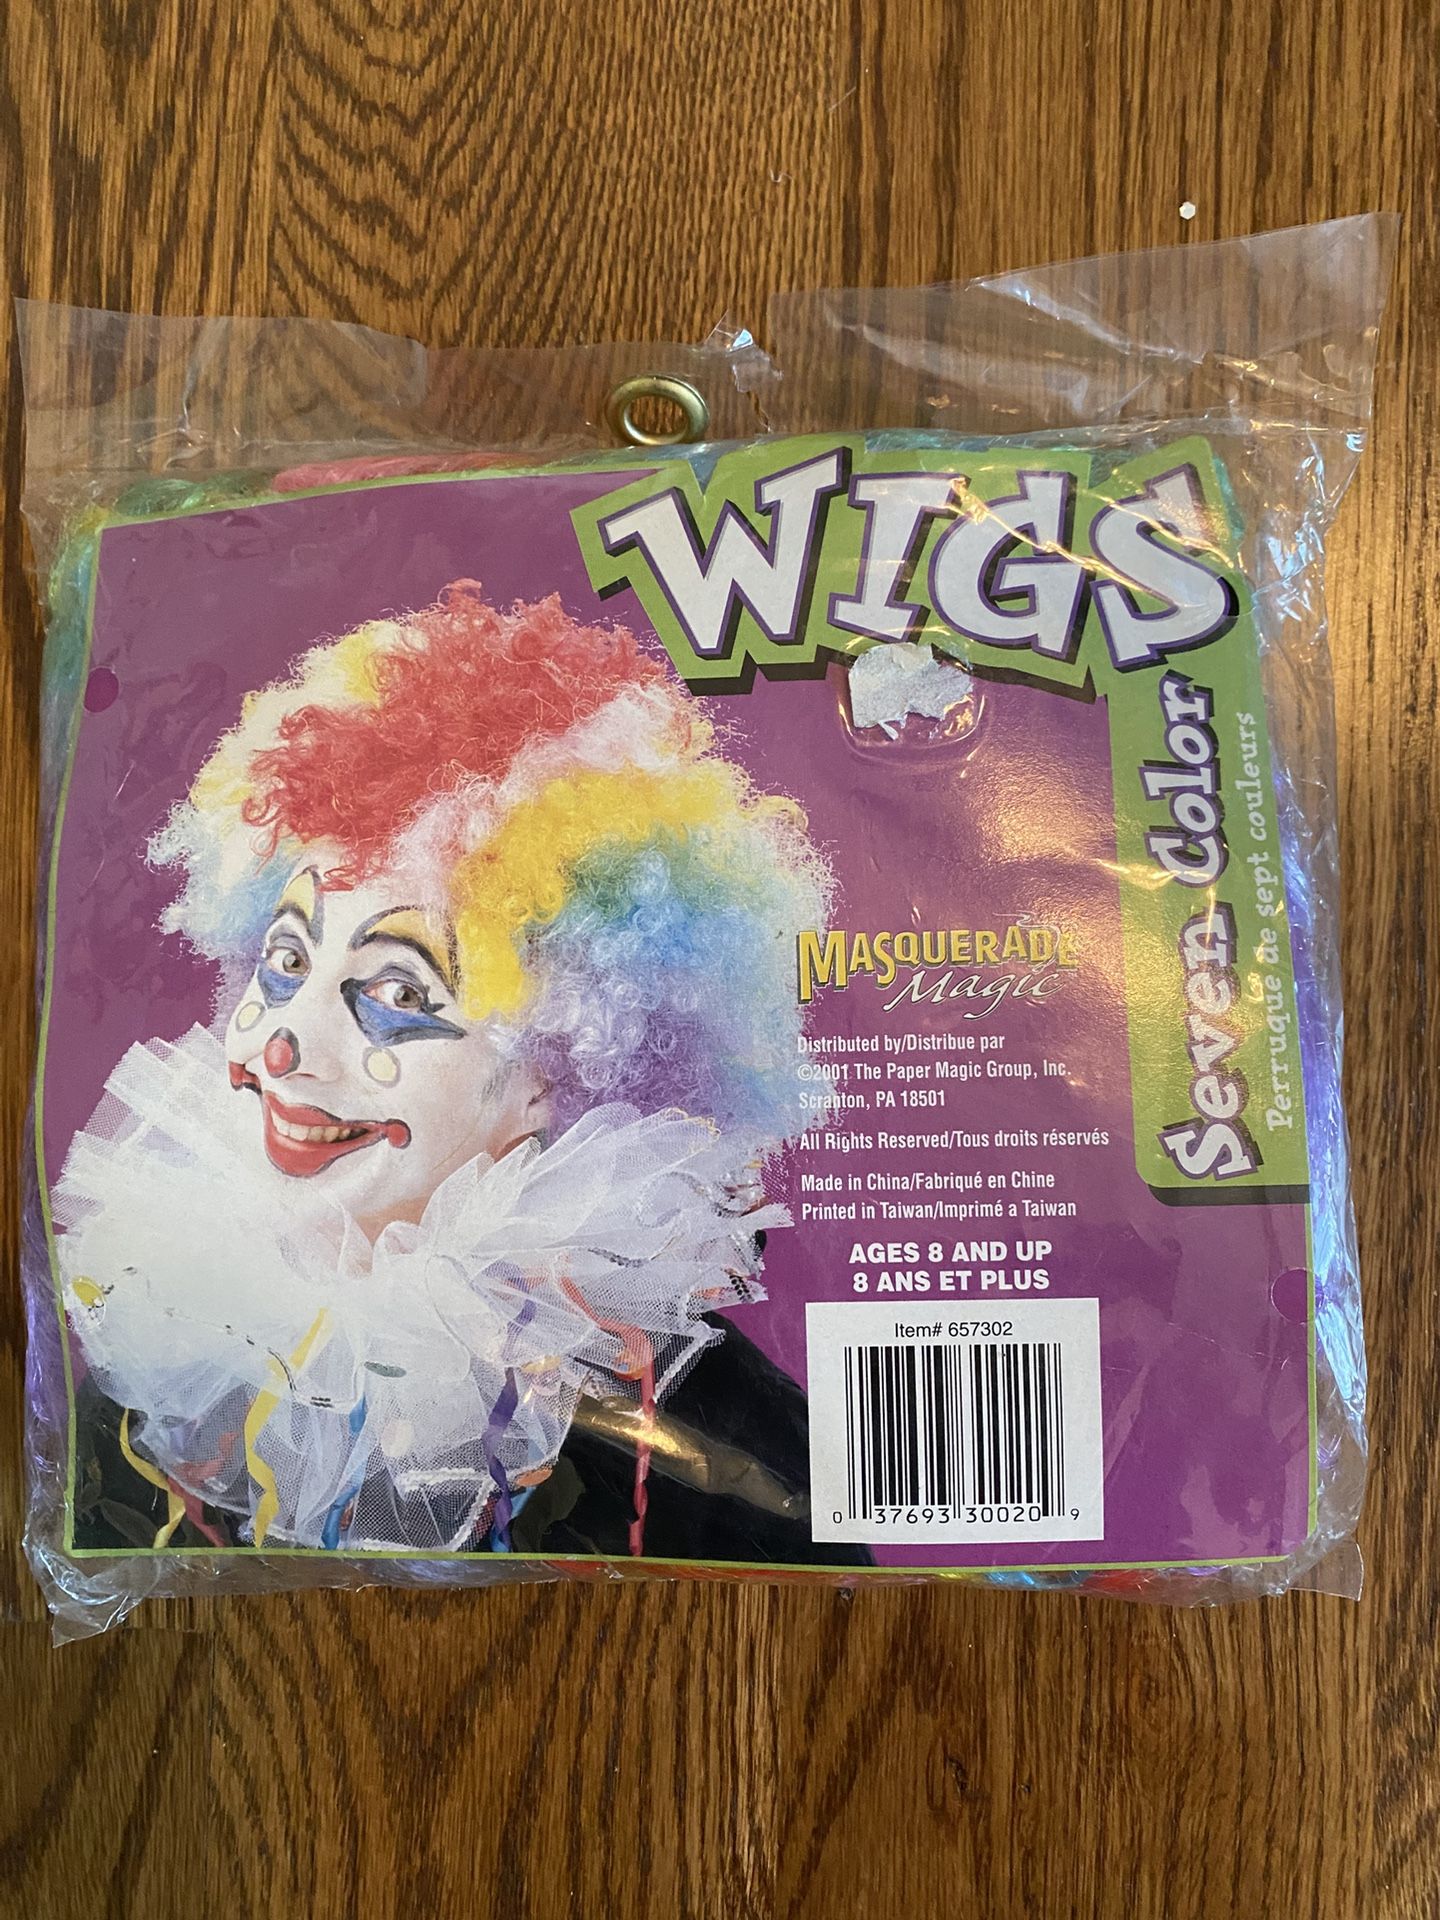 WIGS
Seven Color
Perruque de sept couleurs
MASQUERADE
Magic
Distributed by/Distribue par
©2001 The Paper Magic Group, Inc.
Scranton, PA 18501
All Rights Reserved/Tous droits réservés
Made in China/Fabriqué en Chine
Printed in Taiwan/Imprimé a Taiwan
AGES 8 AND UP
8 ANS ET PLUS
Item# 657302
0 37693 30020 9